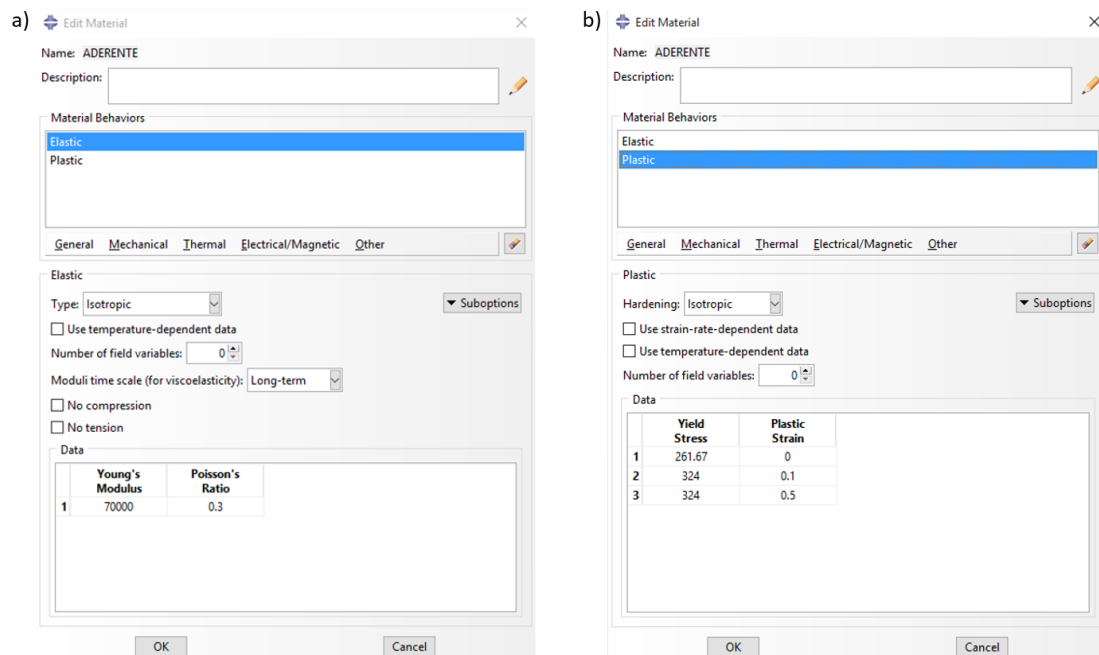 a)
Edit Material
Name: ADERENTE
Description:
Material Behaviors
Elastic
Plastic
General Mechanical Thermal Electrical/Magnetic Other
Elastic
Type: Isotropic
Suboptions
Use temperature-dependent data
Number of field variables: 0
Moduli time scale (for viscoelasticity): Long-term
No compression
No tension
Data
Young's Modulus Poisson's Ratio
1 70000 0.3
OK Cancel
b)
Edit Material
Name: ADERENTE
Description:
Material Behaviors
Elastic
Plastic
General Mechanical Thermal Electrical/Magnetic Other
Plastic
Hardening: Isotropic
Suboptions
Use strain-rate-dependent data
Use temperature-dependent data
Number of field variables: 0
Data
Yield Stress Plastic Strain
1 261.67 0
2 324 0.1
3 324 0.5
OK Cancel